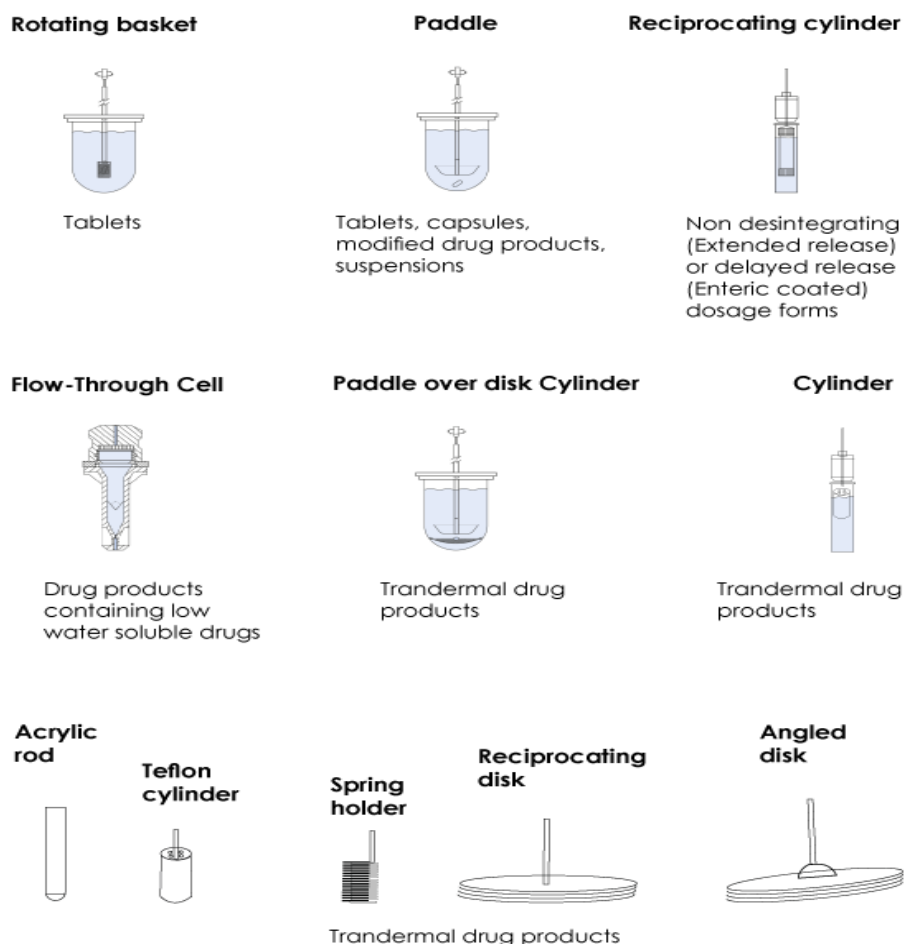 Rotating basket
Paddle
Reciprocating cylinder
Tablets
Tablets, capsules,
modified drug products,
suspensions
Non desintegrating
(Extended release)
or delayed release
(Enteric coated)
dosage forms
Flow-Through Cell
Paddle over disk Cylinder
Cylinder
Drug products
containing low
water soluble drugs
Trandermal drug
products
Trandermal drug
products
Acrylic
rod
Teflon
cylinder
Spring
holder
Reciprocating
disk
Angled
disk
Trandermal drug products